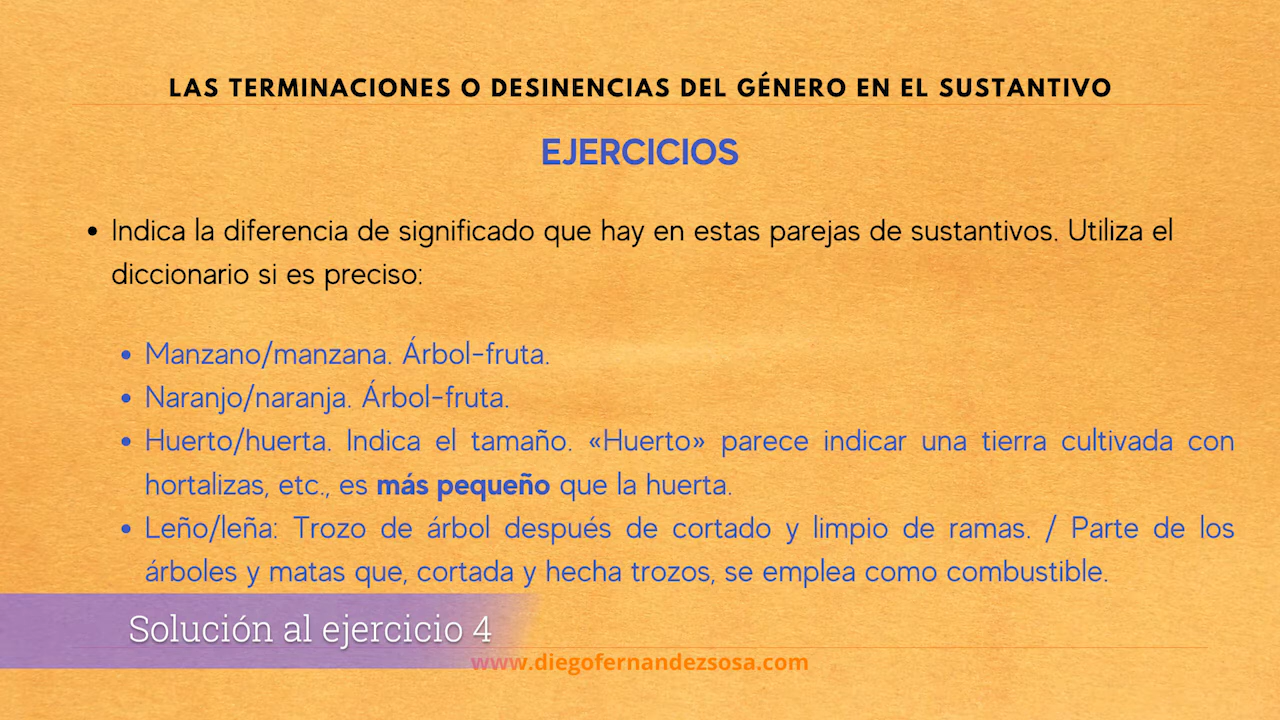 LAS TERMINACIONES O DESINENCIAS DEL GÉNERO EN EL SUSTANTIVO
EJERCICIOS
• Indica la diferencia de significado que hay en estas parejas de sustantivos. Utiliza el
diccionario si es preciso:
• Manzano/manzana. Árbol-fruta.
• Naranjo/naranja. Árbol-fruta.
• Huerto/huerta. Indica el tamaño. «Huerto» parece indicar una tierra cultivada con
hortalizas, etc., es más pequeño que la huerta.
• Leño/leña: Trozo de árbol después de cortado y limpio de ramas. / Parte de los
árboles y matas que, cortada y hecha trozos, se emplea como combustible.
Solución al ejercicio 4
www.diegofernandezsosa.com